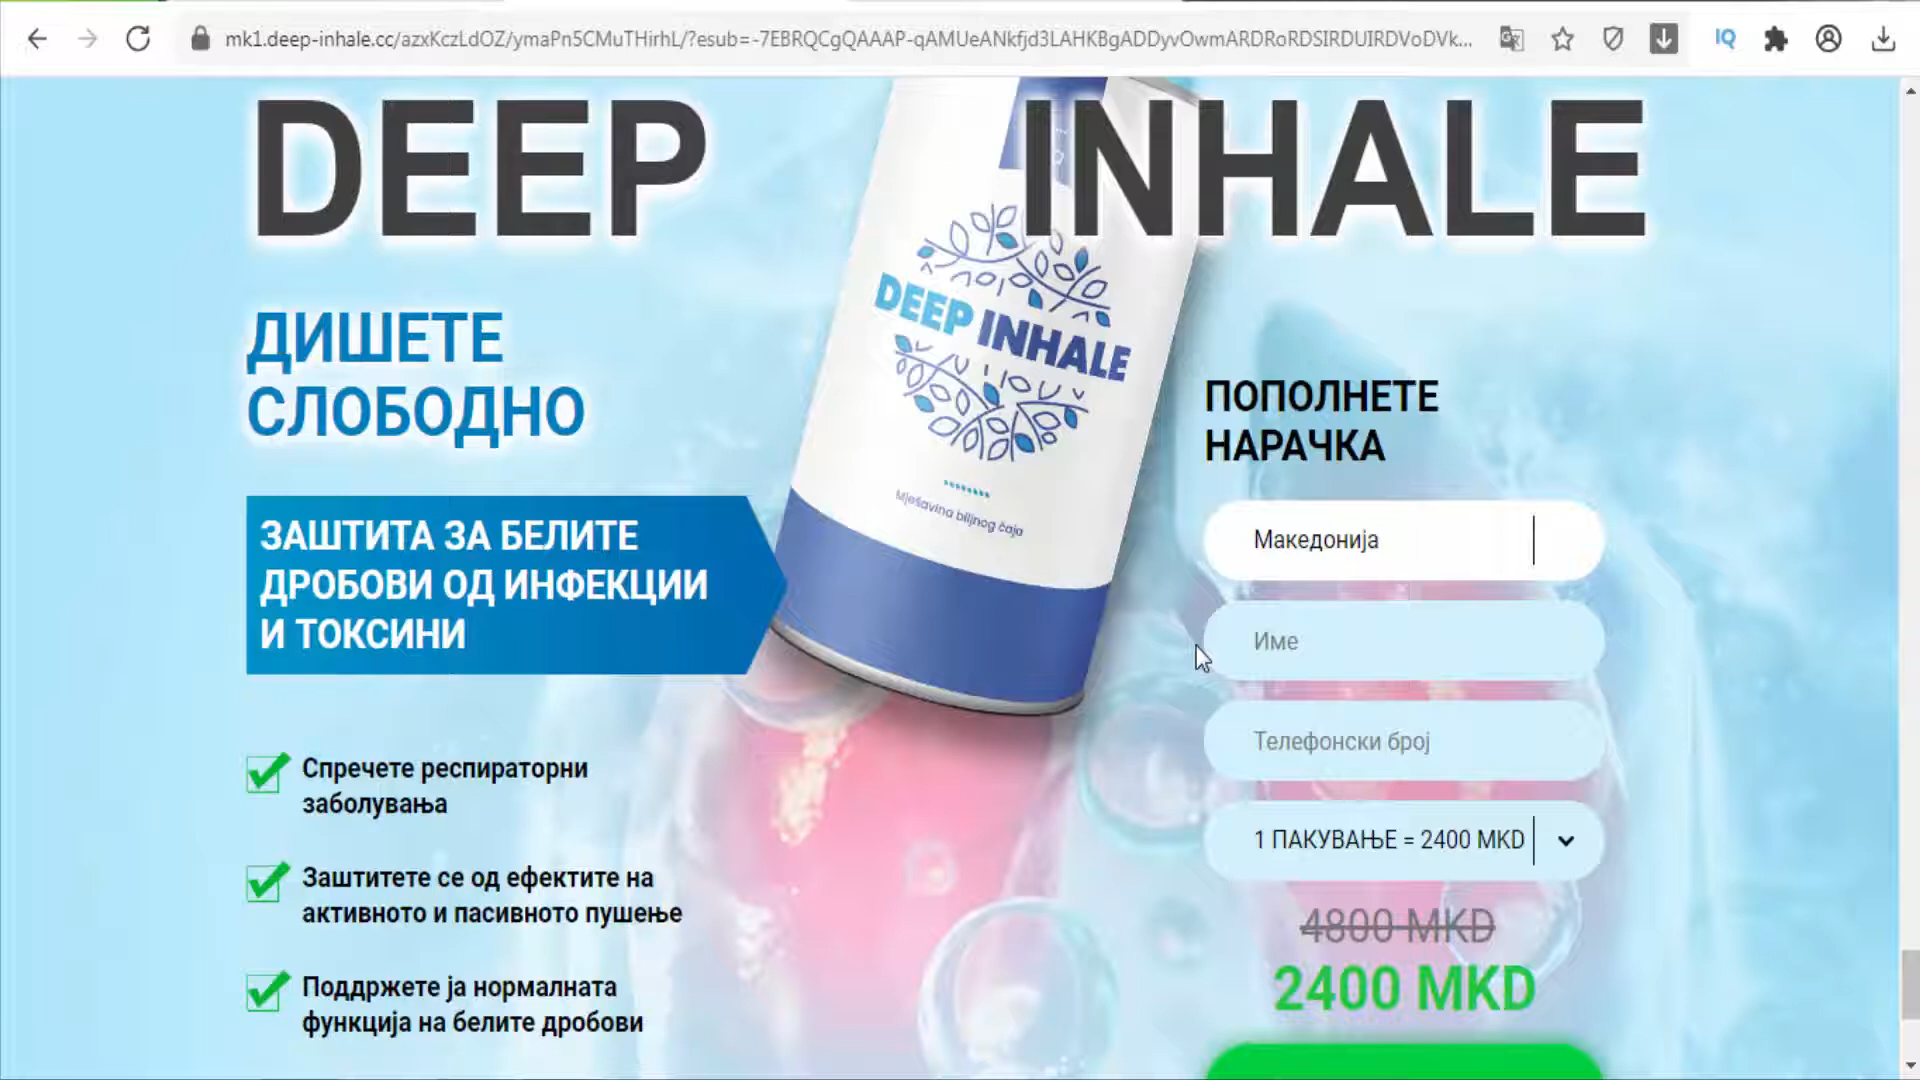 mk1.deep-inhale.cc/azxKczLdOZ/ymaPn5CMuTHirhL/?esub=-7EBRQCgQAAAP-qAMUeANkfjd3LAHKBgADDyvOwmARDRoRDSIRDUIRDVoDVk...
IQ
DEEP INHALE
DEEP INHALE
Mješavina biljnog čaja
ДИШЕТЕ
СЛОБОДНО
ЗАШТИТА ЗА БЕЛИТЕ
ДРОБОВИ ОД ИНФЕКЦИИ
И ТОКСИНИ
Спречете респираторни
заболувања
Заштитете се од ефектите на
активното и пасивното пушење
Поддржете ја нормалната
функција на белите дробови
ПОПОЛНЕТЕ
НАРАЧКА
Македонија
Име
Телефонски број
1 ПАКУВАЊЕ = 2400 MKD
4800 MKD
2400 MKD